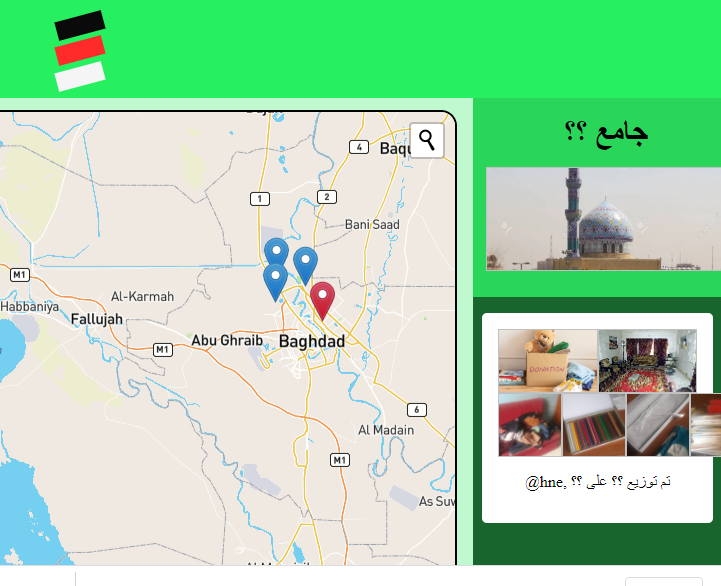 4
Baqu
1
2
Bani Saad
M1
Al-Karmah
Habbaniya
Fallujah
Abu Ghraib
Baghdad
M1
6
Al Madain
M1
As Suw
جامع ؟؟
DONATION
@hne, تم توزيع ؟؟ على ؟؟